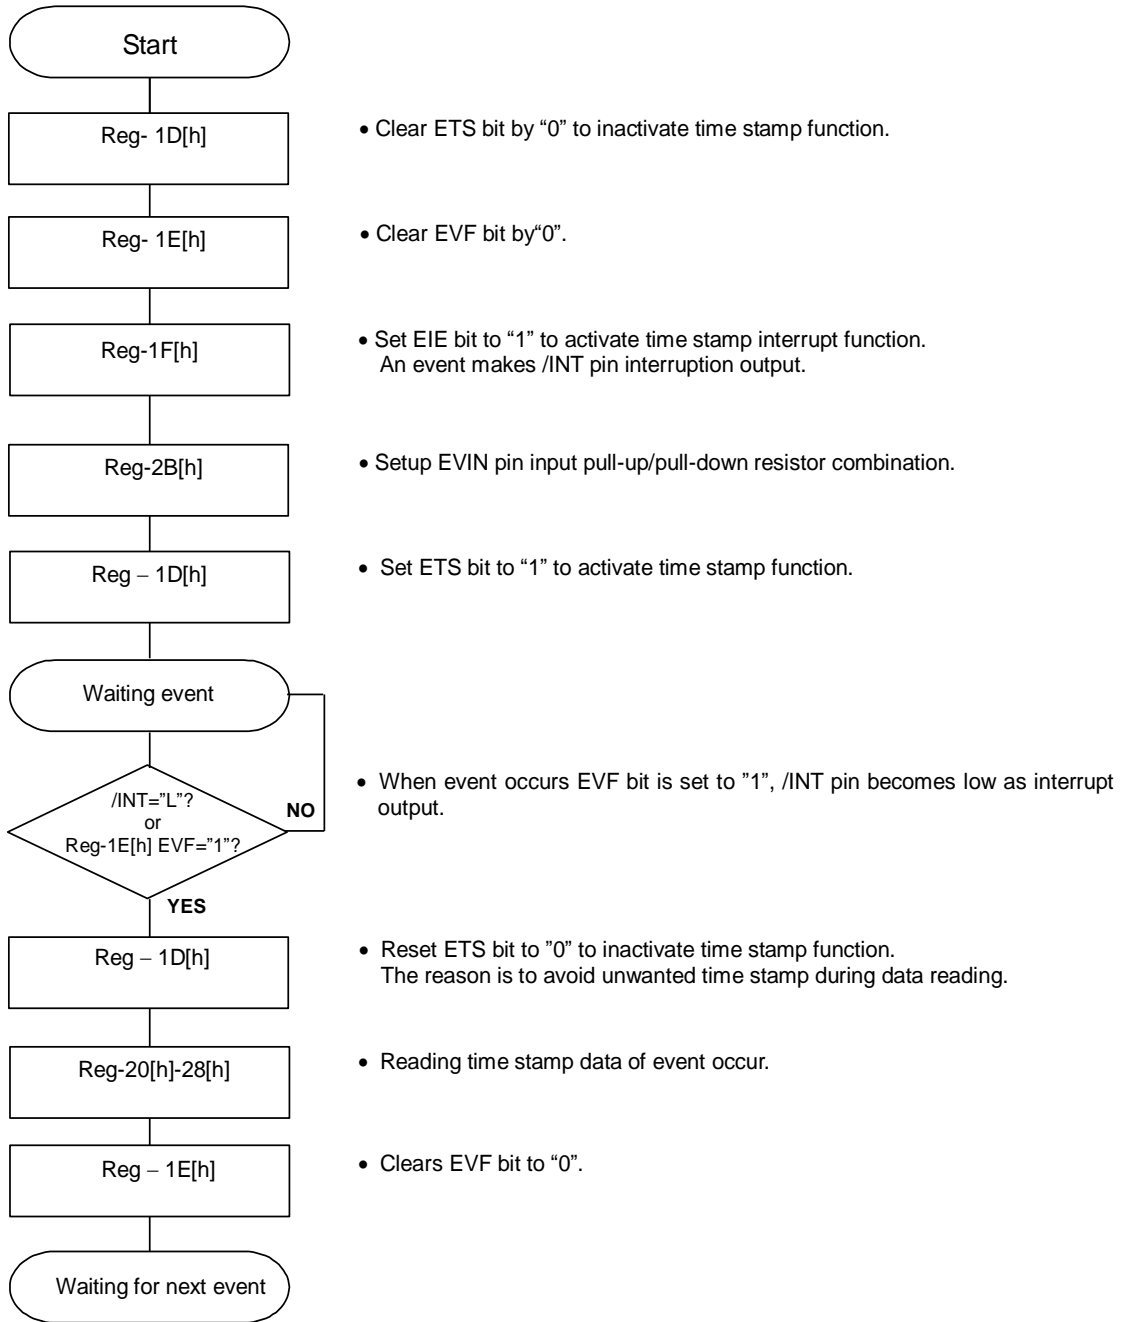 Start
Reg- 1D[h]
• Clear ETS bit by “0” to inactivate time stamp function.
Reg- 1E[h]
• Clear EVF bit by“0”.
Reg-1F[h]
• Set EIE bit to “1” to activate time stamp interrupt function.
An event makes /INT pin interruption output.
Reg-2B[h]
• Setup EVIN pin input pull-up/pull-down resistor combination.
Reg – 1D[h]
• Set ETS bit to “1” to activate time stamp function.
Waiting event
/INT=”L”?
or
Reg-1E[h] EVF=”1”?
NO
YES
• When event occurs EVF bit is set to ”1”, /INT pin becomes low as interrupt
output.
Reg – 1D[h]
• Reset ETS bit to ”0” to inactivate time stamp function.
The reason is to avoid unwanted time stamp during data reading.
Reg-20[h]-28[h]
• Reading time stamp data of event occur.
Reg – 1E[h]
• Clears EVF bit to “0”.
Waiting for next event